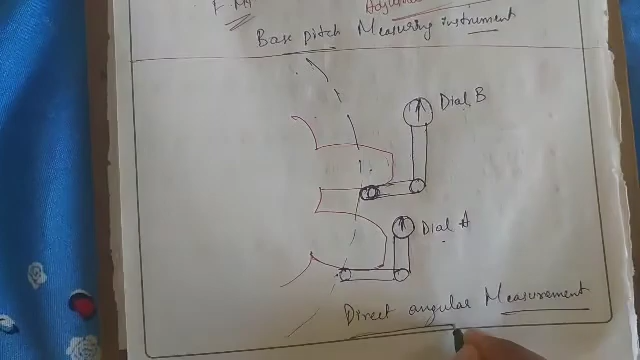 Base pitch Measuring instrument
Dial B
Dial A
Direct angular Measurement